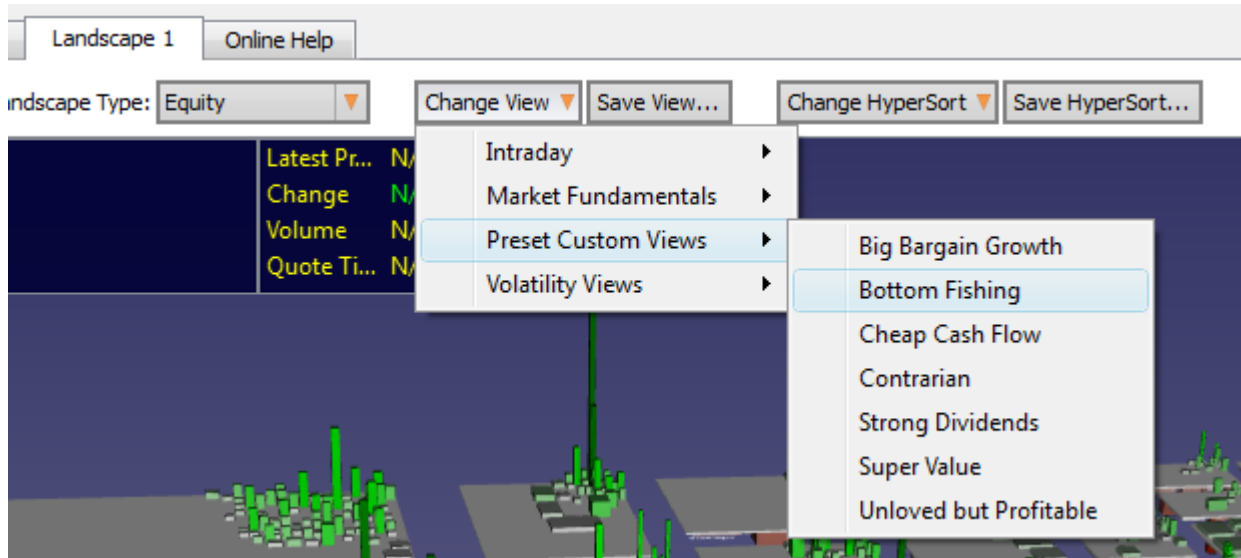 Landscape 1 Online Help
andscape Type: Equity Change View Save View... Change HyperSort Save HyperSort...
Latest Pr... N/
Change N/
Volume N/
Quote Ti... N/
Intraday
Market Fundamentals
Preset Custom Views
Volatility Views
Big Bargain Growth
Bottom Fishing
Cheap Cash Flow
Contrarian
Strong Dividends
Super Value
Unloved but Profitable